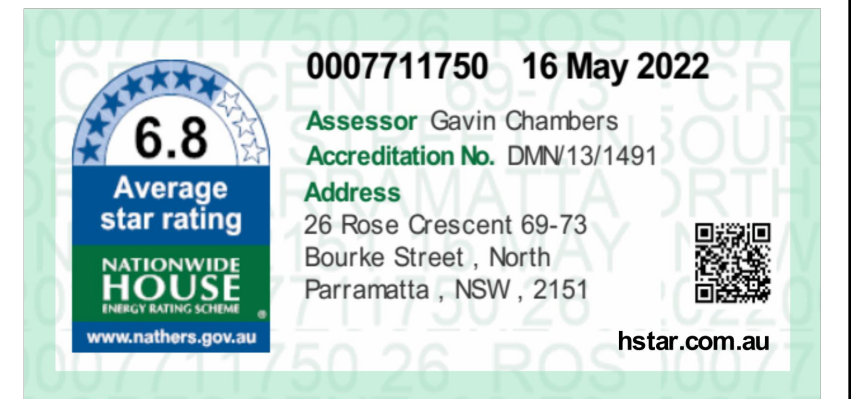 0007711750 16 May 2022
Assessor Gavin Chambers
Accreditation No. DMN/13/1491
Address
26 Rose Crescent 69-73
Bourke Street , North
Parramatta , NSW , 2151
hstar.com.au
6.8
Average
star rating
NATIONWIDE
HOUSE
ENERGY RATING SCHEME ®
www.nathers.gov.au